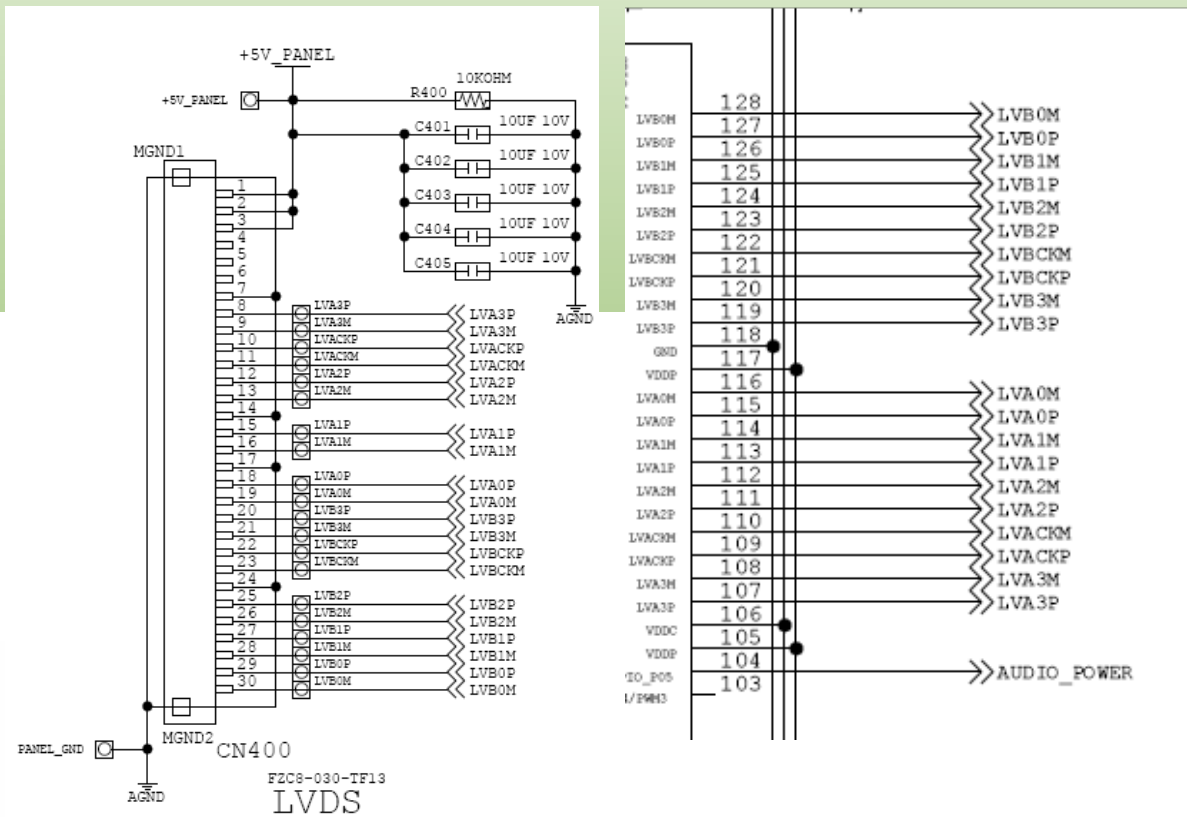 +5V_PANEL
+5V_PANEL
10KOHM
R400
C401 10UF 10V
C402 10UF 10V
C403 10UF 10V
C404 10UF 10V
C405 10UF 10V
AGND
MGND1
1
2
3
4
5
6
7
8 LVA3P LVA3P
9 LVA3M LVA3M
10 LVACKP LVACKP
11 LVACKM LVACKM
12 LVA2P LVA2P
13 LVA2M LVA2M
14
15 LVA1P LVA1P
16 LVA1M LVA1M
17
18 LVA0P LVA0P
19 LVA0M LVA0M
20 LVB3P LVB3P
21 LVB3M LVB3M
22 LVBCKP LVBCKP
23 LVBCKM LVBCKM
24
25 LVB2P LVB2P
26 LVB2M LVB2M
27 LVB1P LVB1P
28 LVB1M LVB1M
29 LVB0P LVB0P
30 LVB0M LVB0M
MGND2
CN400
PANEL_GND
AGND
FZC8-030-TF13
LVDS
LVB0M 128 LVB0M
LVB0P 127 LVB0P
LVB1M 126 LVB1M
LVB1P 125 LVB1P
LVB2M 124 LVB2M
LVB2P 123 LVB2P
LVBCKM 122 LVBCKM
LVBCKP 121 LVBCKP
LVB3M 120 LVB3M
LVB3P 119 LVB3P
GND 118
VDDP 117
LVA0M 116 LVA0M
LVA0P 115 LVA0P
LVA1M 114 LVA1M
LVA1P 113 LVA1P
LVA2M 112 LVA2M
LVA2P 111 LVA2P
LVACKM 110 LVACKM
LVACKP 109 LVACKP
LVA3M 108 LVA3M
LVA3P 107 LVA3P
VDDC 106
VDDP 105
IO_P05 104 AUDIO_POWER
/PWM3 103